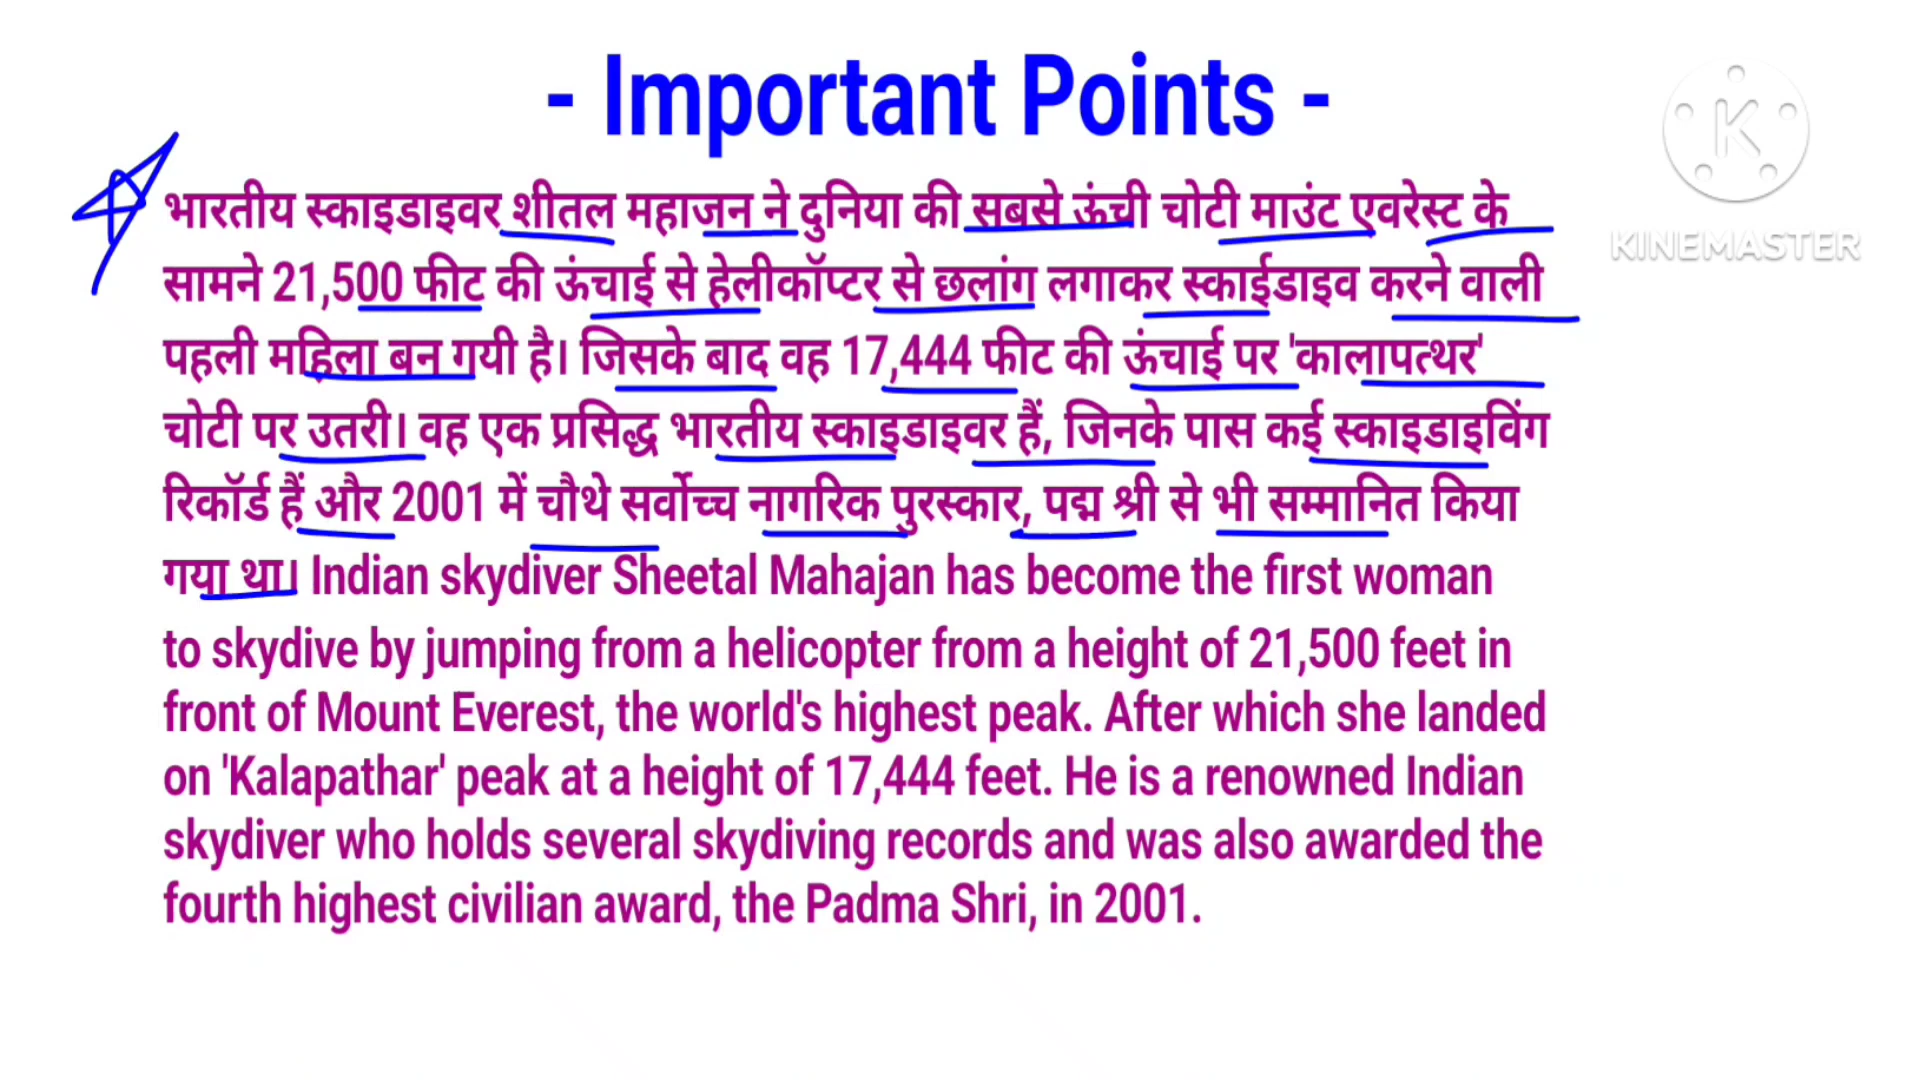 - Important Points -
भारतीय स्काइडाइवर शीतल महाजन ने दुनिया की सबसे ऊंची चोटी माउंट एवरेस्ट के
सामने 21,500 फीट की ऊंचाई से हेलीकॉप्टर से छलांग लगाकर स्काईडाइव करने वाली
पहली महिला बन गयी है। जिसके बाद वह 17,444 फीट की ऊंचाई पर 'कालापत्थर'
चोटी पर उतरी। वह एक प्रसिद्ध भारतीय स्काइडाइवर हैं, जिनके पास कई स्काइडाइविंग
रिकॉर्ड हैं और 2001 में चौथे सर्वोच्च नागरिक पुरस्कार, पद्म श्री से भी सम्मानित किया
गया था। Indian skydiver Sheetal Mahajan has become the first woman
to skydive by jumping from a helicopter from a height of 21,500 feet in
front of Mount Everest, the world's highest peak. After which she landed
on 'Kalapathar' peak at a height of 17,444 feet. He is a renowned Indian
skydiver who holds several skydiving records and was also awarded the
fourth highest civilian award, the Padma Shri, in 2001.
K
KINEMASTER